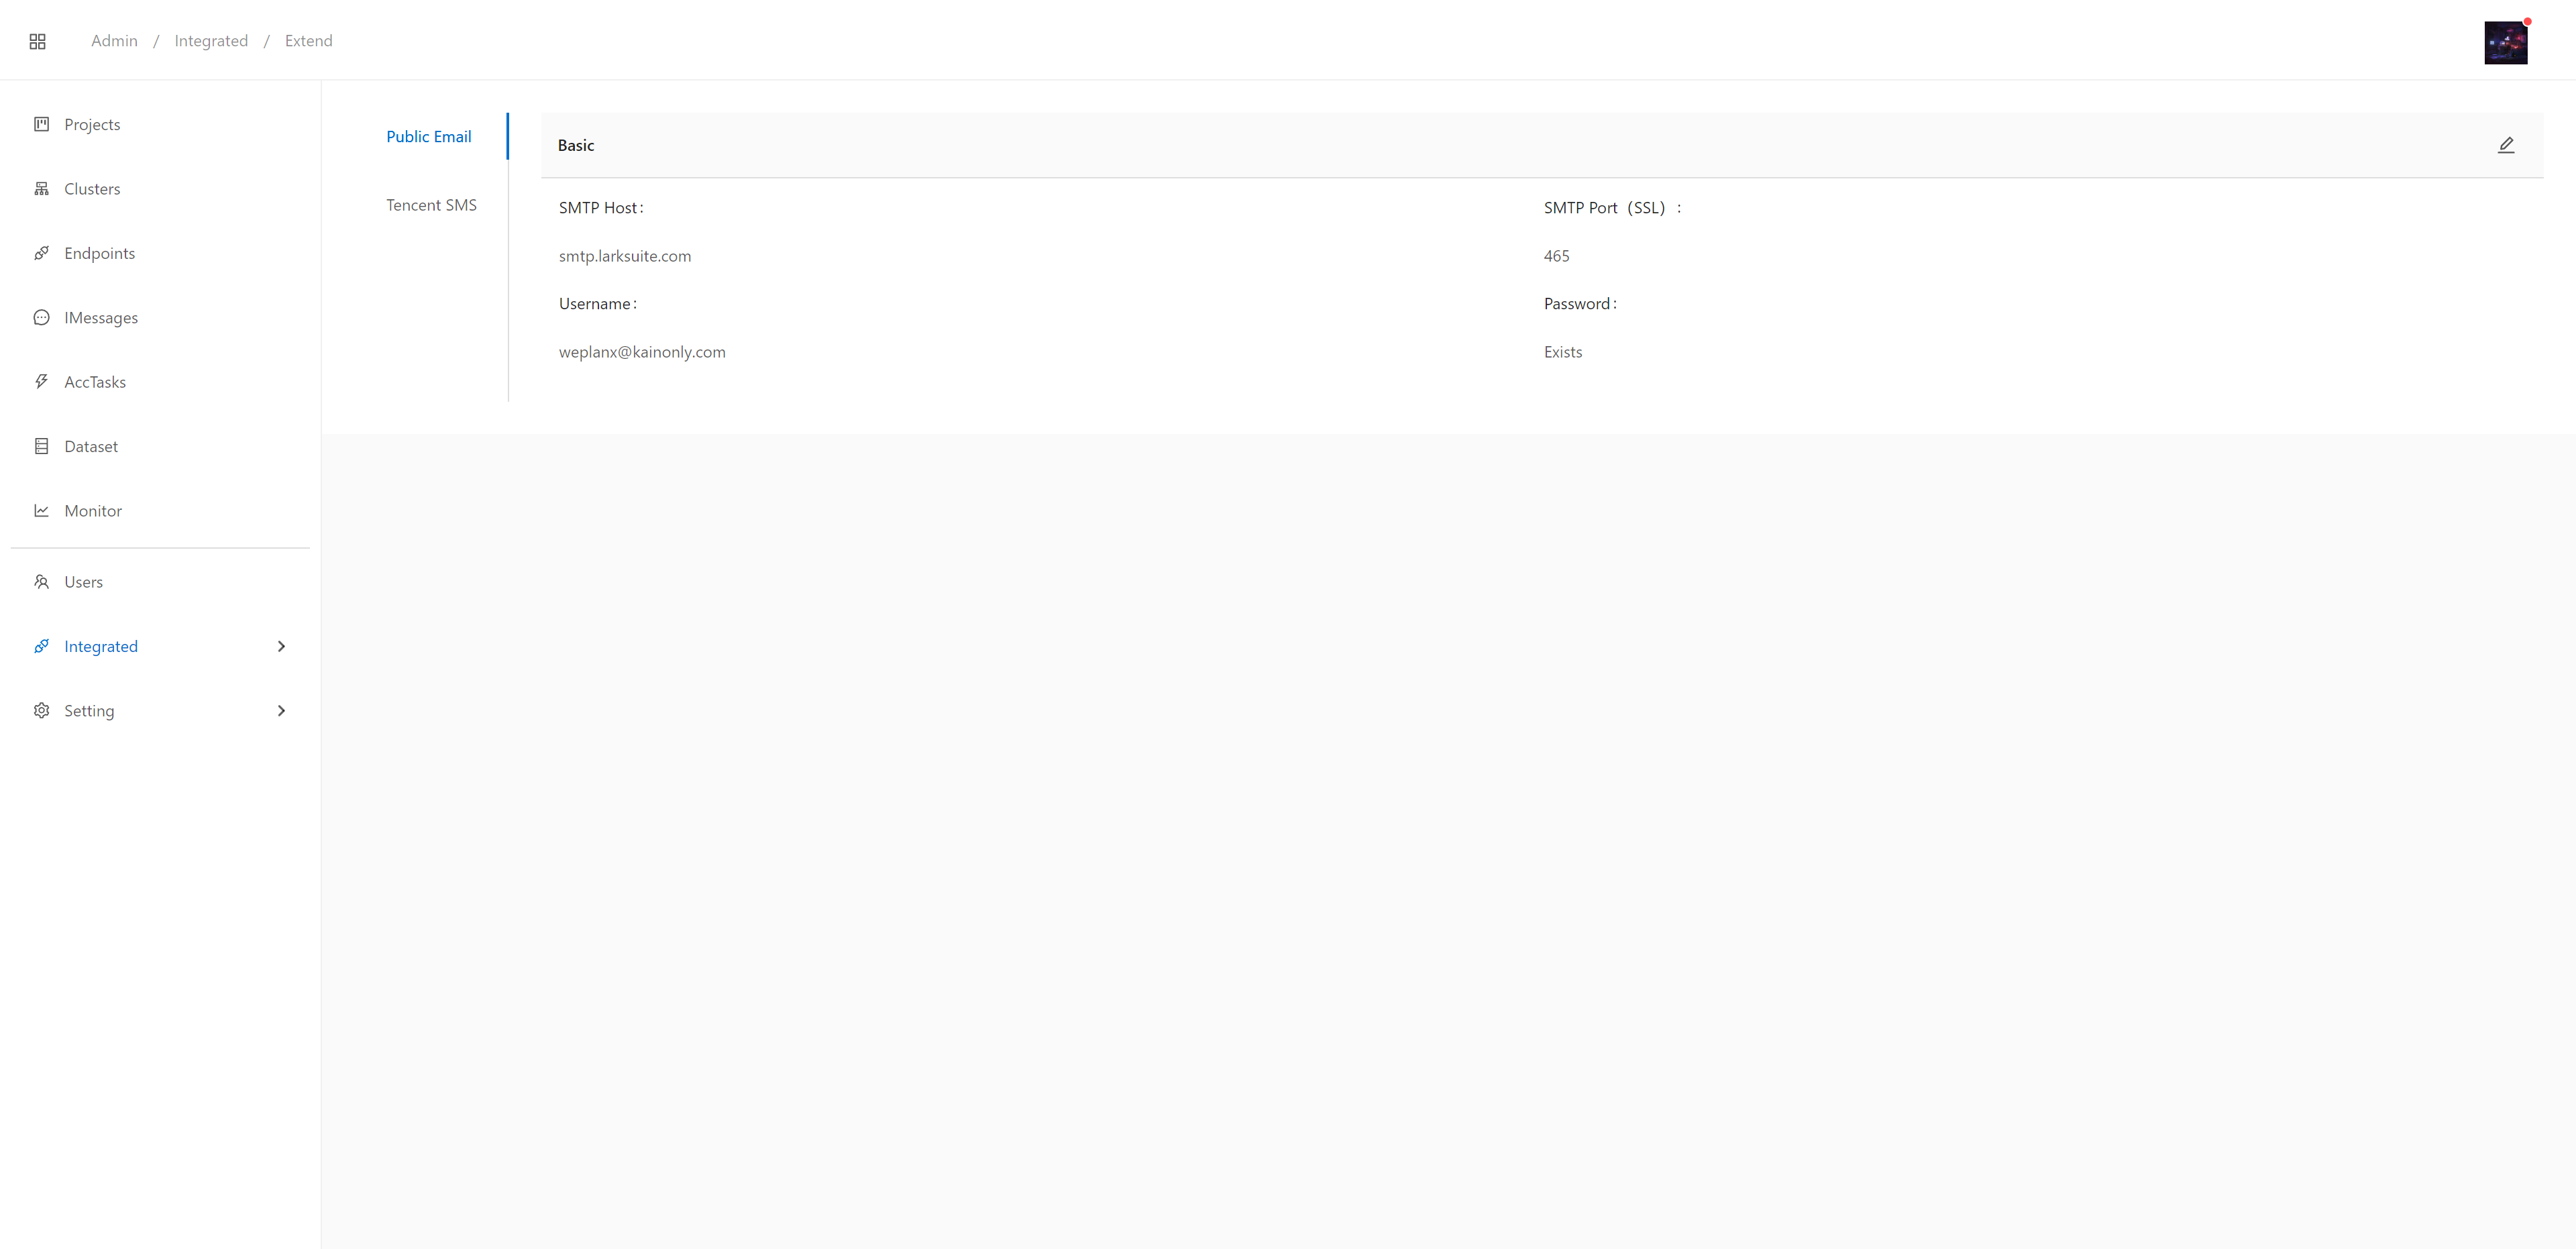 Admin / Integrated / Extend
Projects
Clusters
Endpoints
IMessages
AccTasks
Dataset
Monitor
Users
Integrated
Setting
Public Email
Tencent SMS
Basic
SMTP Host:
smtp.larksuite.com
SMTP Port（SSL）:
465
Username:
weplanx@kainonly.com
Password:
Exists